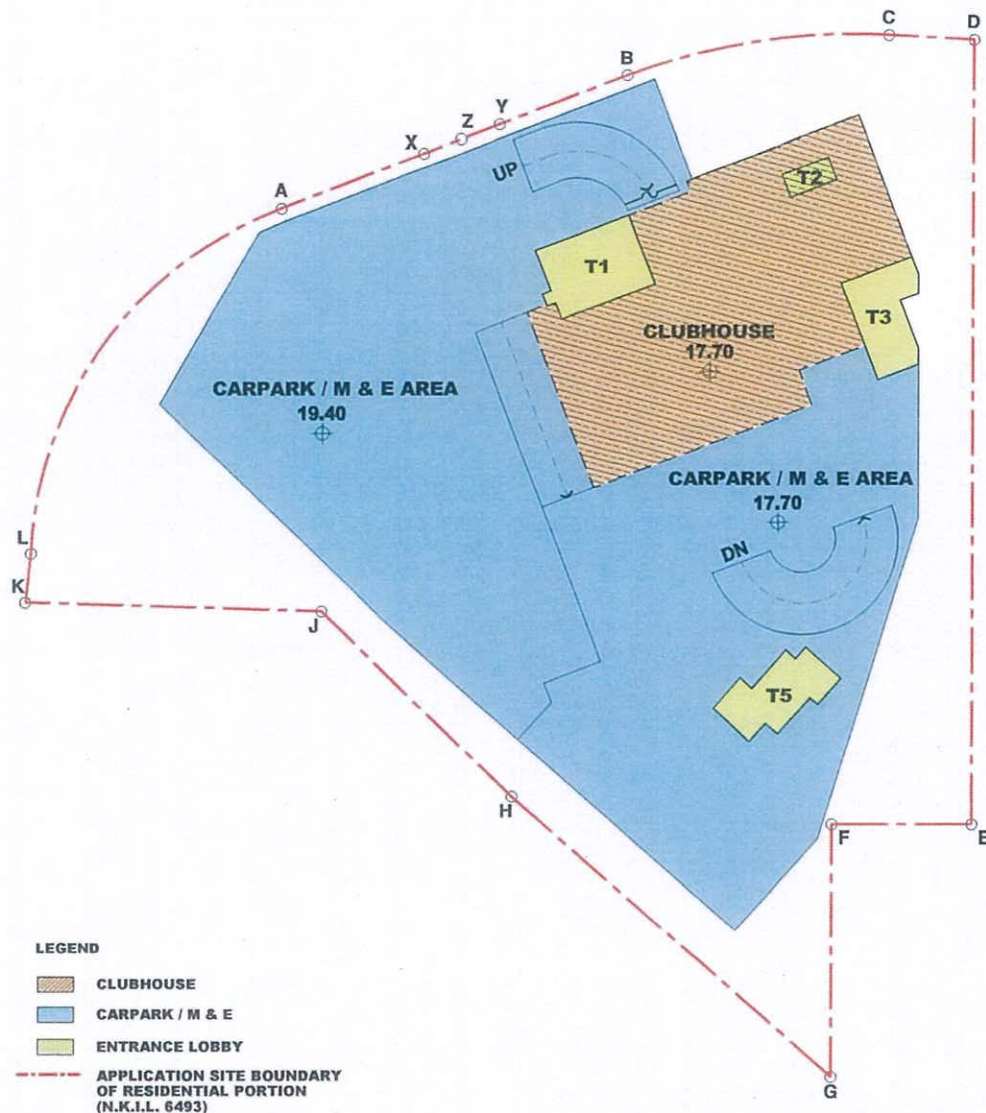 C
D
B
Y
Z
X
A
UP
T2
T1
T3
CLUBHOUSE
17.70
CARPARK / M & E AREA
19.40
CARPARK / M & E AREA
17.70
L
K
J
DN
T5
H
F
E
G
LEGEND
CLUBHOUSE
CARPARK / M & E
ENTRANCE LOBBY
APPLICATION SITE BOUNDARY
OF RESIDENTIAL PORTION
(N.K.I.L. 6493)